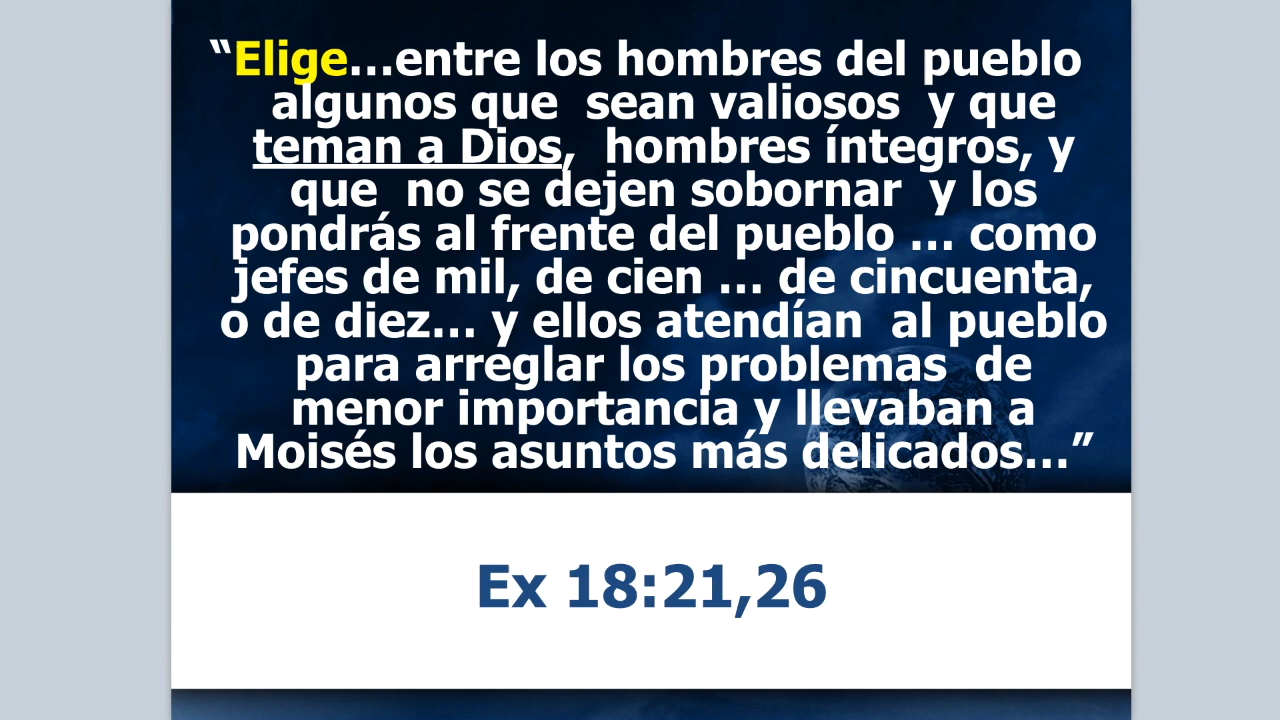 “Elige...entre los hombres del pueblo
algunos que sean valiosos y que
teman a Dios, hombres íntegros, y
que no se dejen sobornar y los
pondrás al frente del pueblo ... como
jefes de mil, de cien ... de cincuenta,
o de diez... y ellos atendían al pueblo
para arreglar los problemas de
menor importancia y llevaban a
Moisés los asuntos más delicados...”
Ex 18:21,26